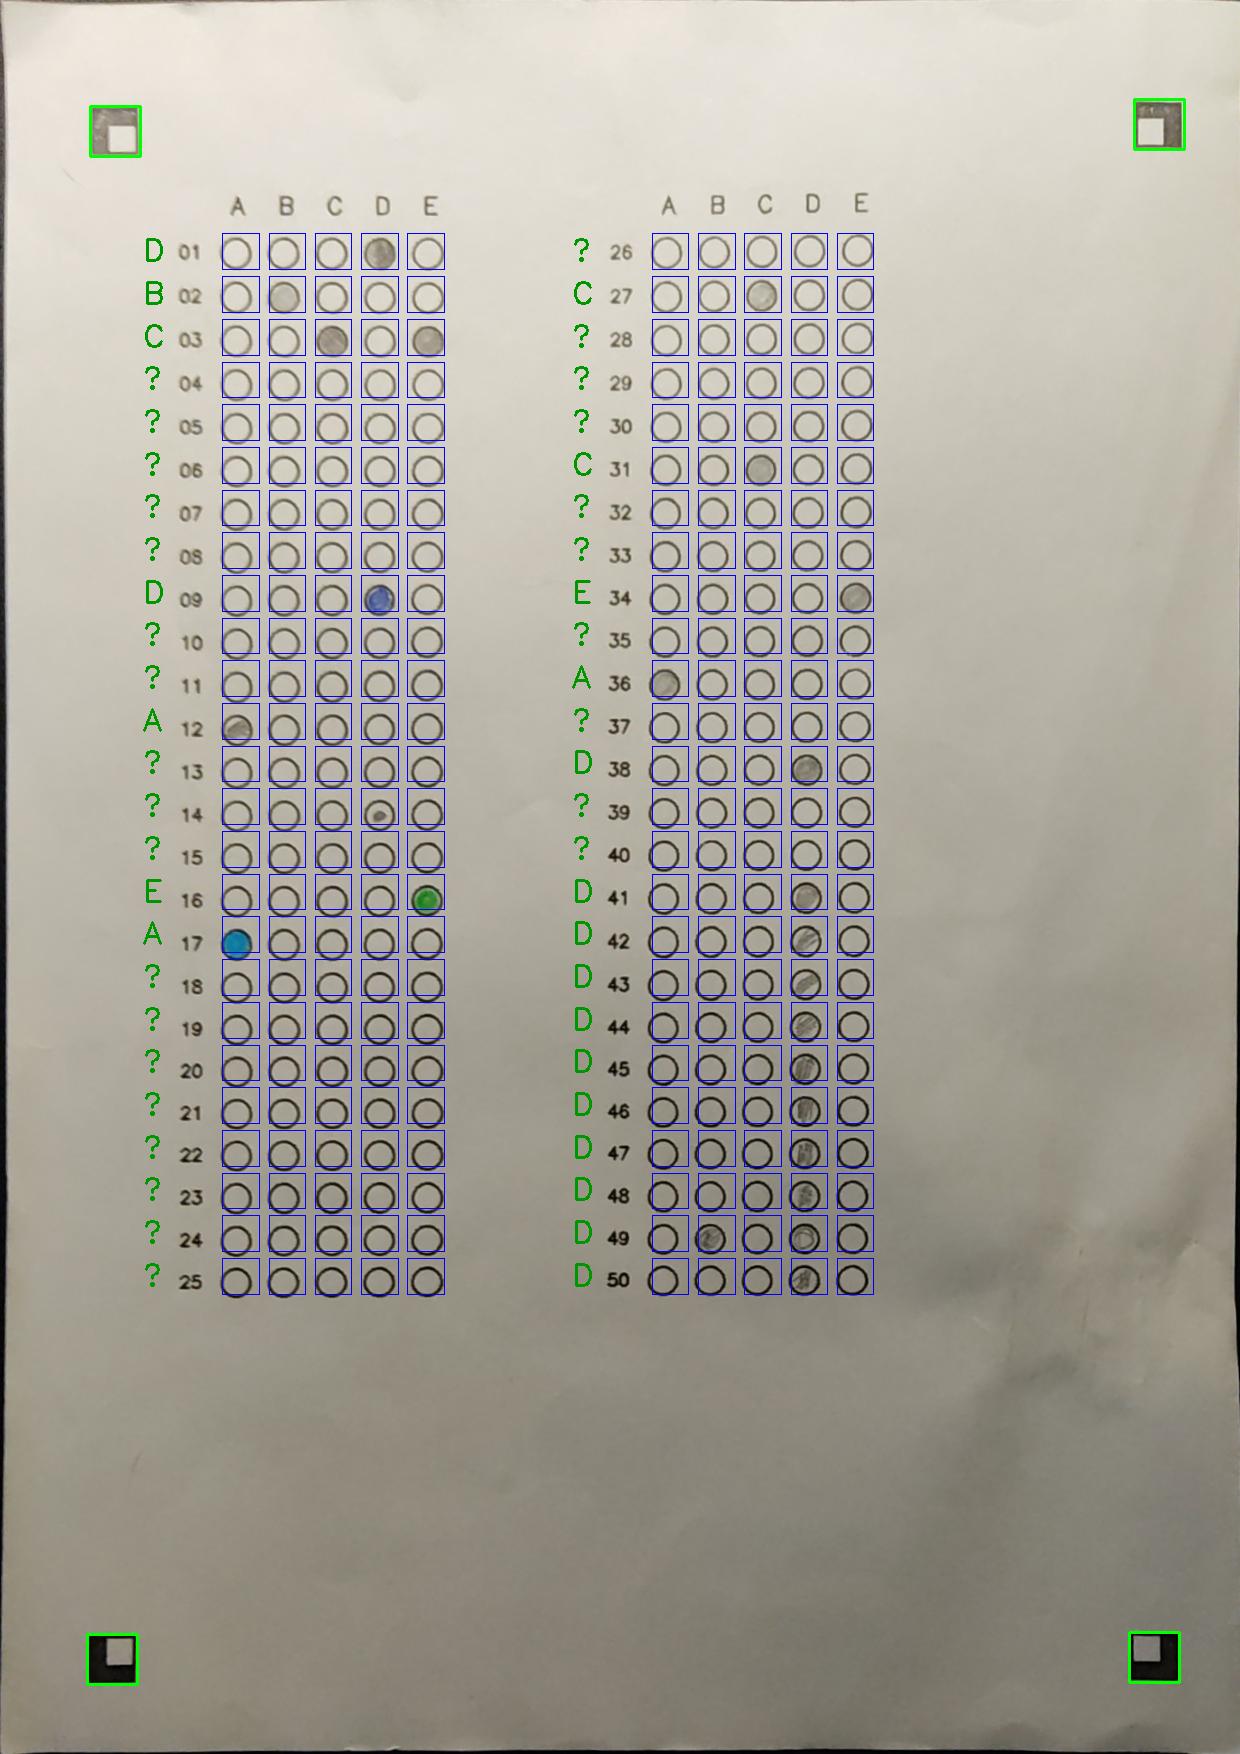 A B C D E
D 01
B 02
C 03
? 04
? 05
? 06
? 07
? 08
D 09
? 10
? 11
A 12
? 13
? 14
? 15
E 16
A 17
? 18
? 19
? 20
? 21
? 22
? 23
? 24
? 25
A B C D E
? 26
C 27
? 28
? 29
? 30
C 31
? 32
? 33
E 34
? 35
A 36
? 37
D 38
? 39
? 40
D 41
D 42
D 43
D 44
D 45
D 46
D 47
D 48
D 49
D 50